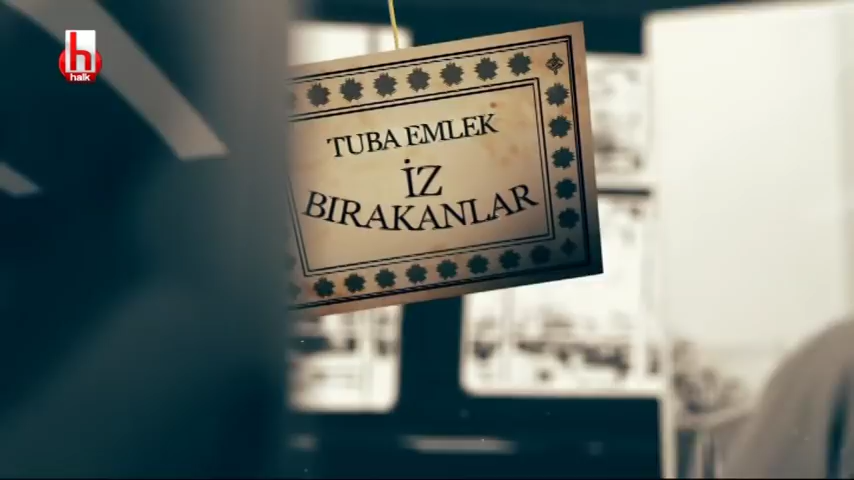 h
halk
TUBA EMLEK
İZ
BIRAKANLAR